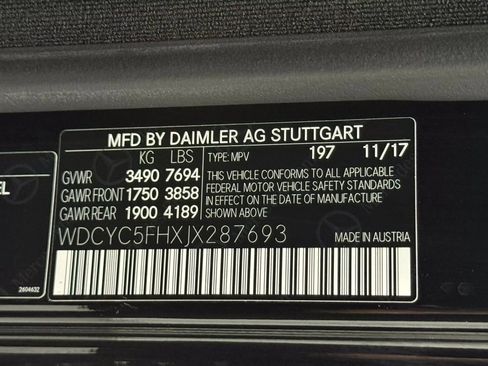 MFD BY DAIMLER AG STUTTGART
KG LBS TYPE: MPV 197 11/17
GVWR 3490 7694 THIS VEHICLE CONFORMS TO ALL APPLICABLE
GAWR FRONT 1750 3858 FEDERAL MOTOR VEHICLE SAFETY STANDARDS
IN EFFECT ON THE DATE OF MANUFACTURE
GAWR REAR 1900 4189 SHOWN ABOVE.
WDCYC5FHXJX287693 MADE IN AUSTRIA
EL
2604632